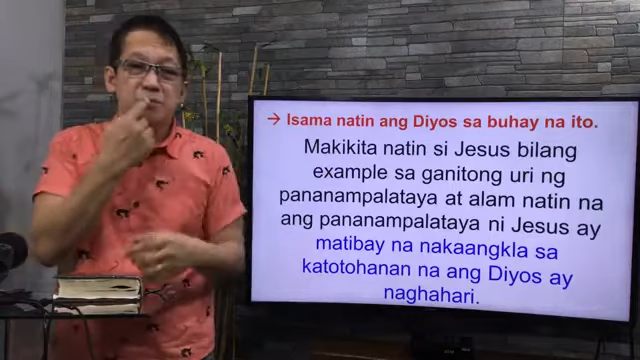 → Isama natin ang Diyos sa buhay na ito.
Makikita natin si Jesus bilang
example sa ganitong uri ng
pananampalataya at alam natin na
ang pananampalataya ni Jesus ay
matibay na nakaangkla sa
katotohanan na ang Diyos ay
naghahari.